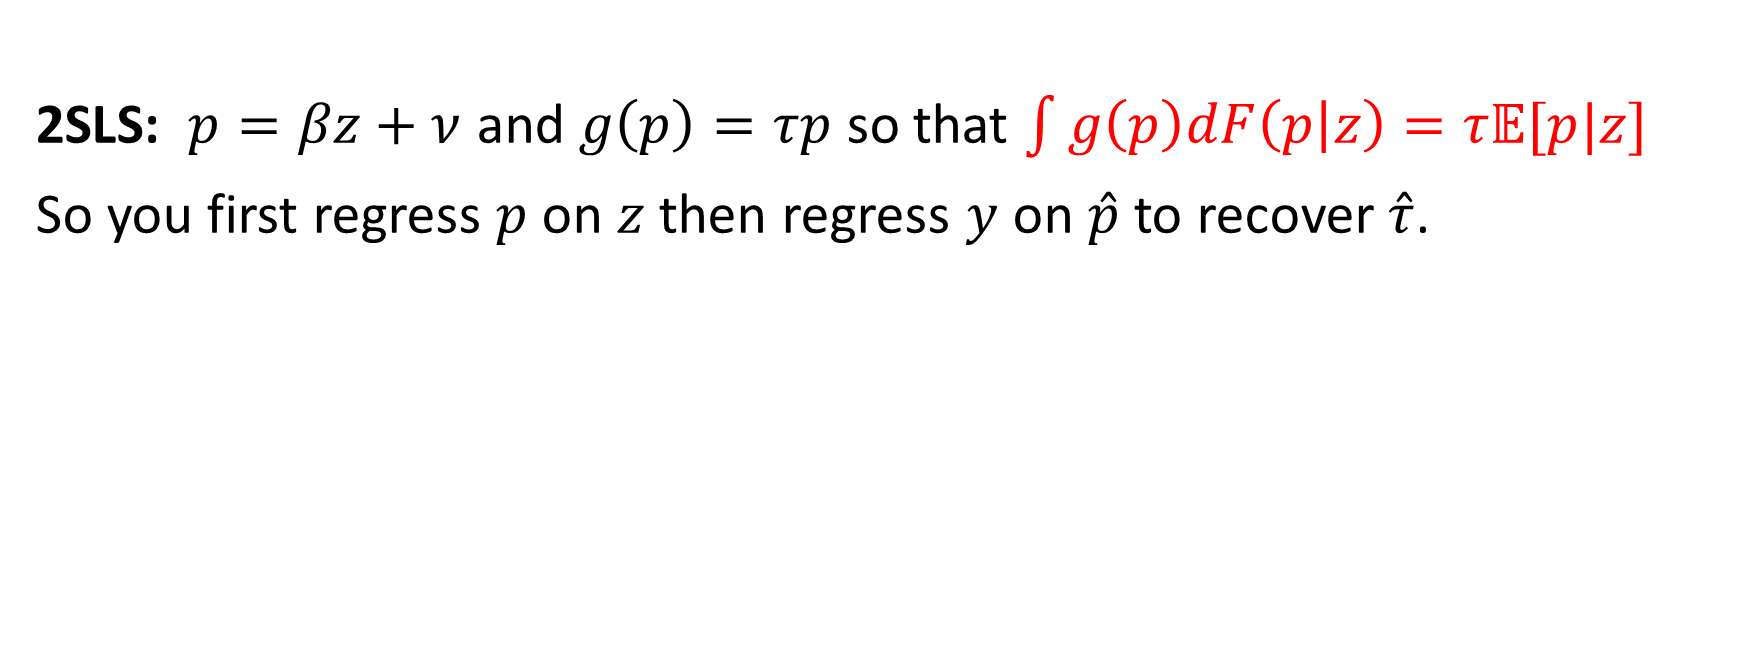 2SLS: p = βz + ν and g(p) = τp so that ∫ g(p)dF(p|z) = τ𝔼[p|z]
So you first regress p on z then regress y on p̂ to recover τ̂.